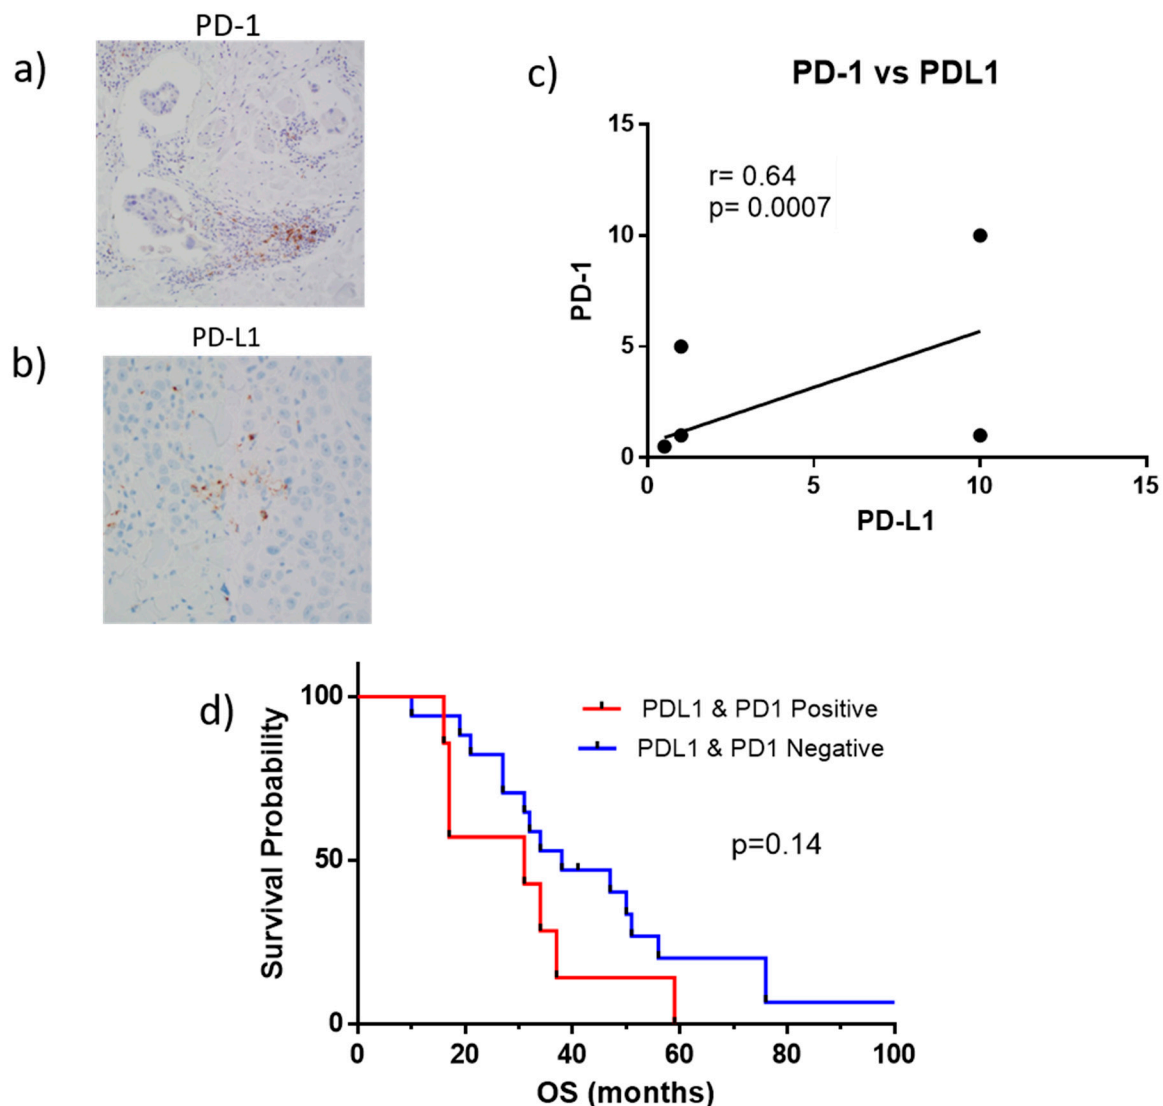 PD-1
a)
PD-L1
b)
c)
PD-1 vs PDL1
15
10
5
0
PD-1
r= 0.64
p= 0.0007
0 5 10 15
PD-L1
d)
100
50
0
Survival Probability
PDL1 & PD1 Positive
PDL1 & PD1 Negative
p=0.14
0 20 40 60 80 100
OS (months)